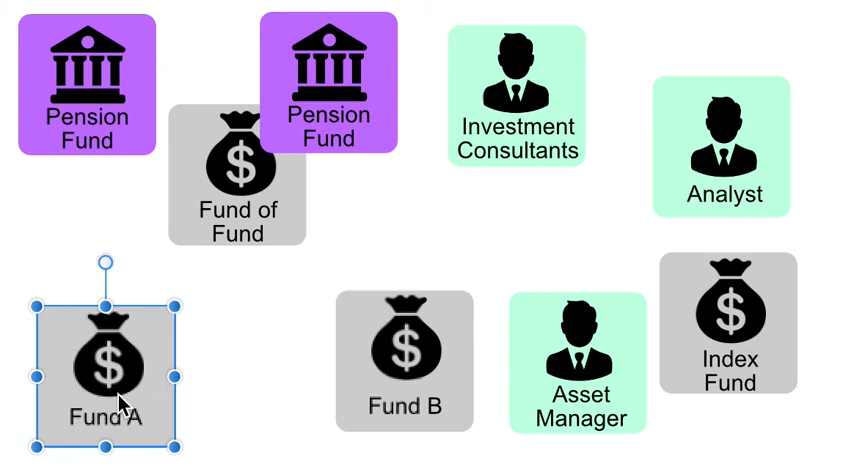 Pension
Fund
Pension
Fund
Investment
Consultants
Analyst
Fund of
Fund
Fund A
Fund B
Asset
Manager
Index
Fund